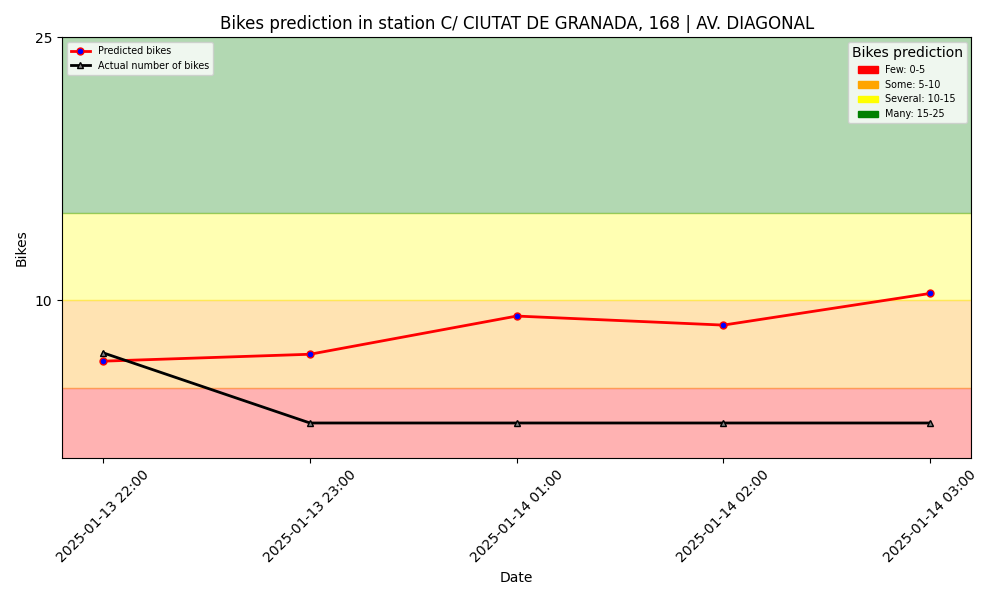 Bikes prediction in station C/ CIUTAT DE GRANADA, 168 | AV. DIAGONAL
25
10
Bikes
Predicted bikes
Actual number of bikes
Bikes prediction
Few: 0-5
Some: 5-10
Several: 10-15
Many: 15-25
2025-01-13 22:00
2025-01-13 23:00
2025-01-14 01:00
2025-01-14 02:00
2025-01-14 03:00
Date